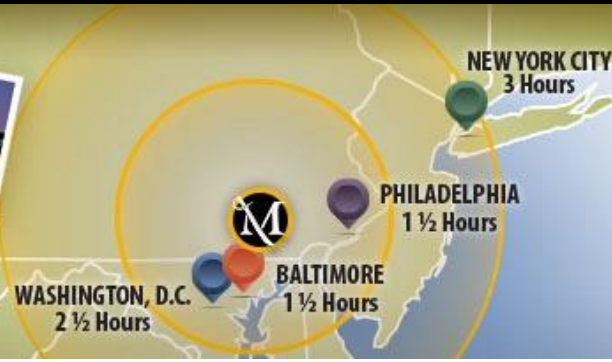 NEW YORK CITY
3 Hours
PHILADELPHIA
1 ½ Hours
M
BALTIMORE
1 ½ Hours
WASHINGTON, D.C.
2 ½ Hours